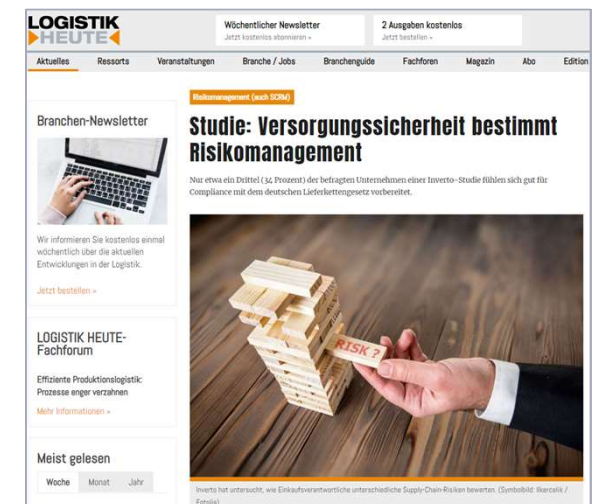 LOGISTIK
HEUTE
Wöchentlicher Newsletter
Jetzt kostenlos abonnieren »
2 Ausgaben kostenlos
Jetzt bestellen »
Aktuelles Ressorts Veranstaltungen Branche / Jobs Branchenguide Fachforen Magazin Abo Edition
Branchen-Newsletter
Wir informieren Sie kostenlos einmal
wöchentlich über die aktuellen
Entwicklungen in der Logistik.
Jetzt bestellen »
LOGISTIK HEUTE-
Fachforum
Effiziente Produktionslogistik:
Prozesse enger verzahnen
Mehr Informationen »
Meist gelesen
Woche Monat Jahr
Risikomanagement (auch SCRM)
Studie: Versorgungssicherheit bestimmt
Risikomanagement
Nur etwa ein Drittel (34 Prozent) der befragten Unternehmen einer Inverto-Studie fühlen sich gut für
Compliance mit dem deutschen Lieferkettengesetz vorbereitet.
RISK ?
Inverto hat untersucht, wie Einkaufsverantwortliche unterschiedliche Supply-Chain-Risiken bewerten. (Symbolbild: Ilkercelik /
Fotolia)